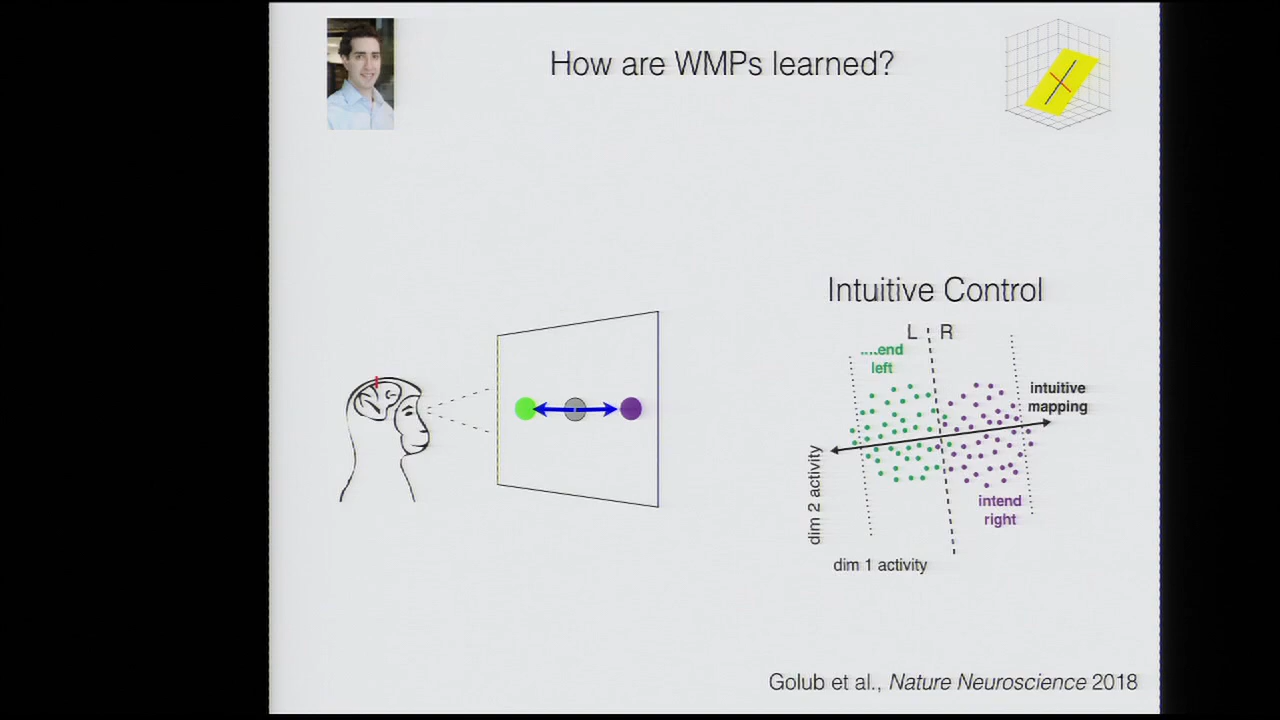 How are WMPs learned?
Intuitive Control
L R
left
intuitive
mapping
intend
right
dim 2 activity
dim 1 activity
Golub et al., Nature Neuroscience 2018